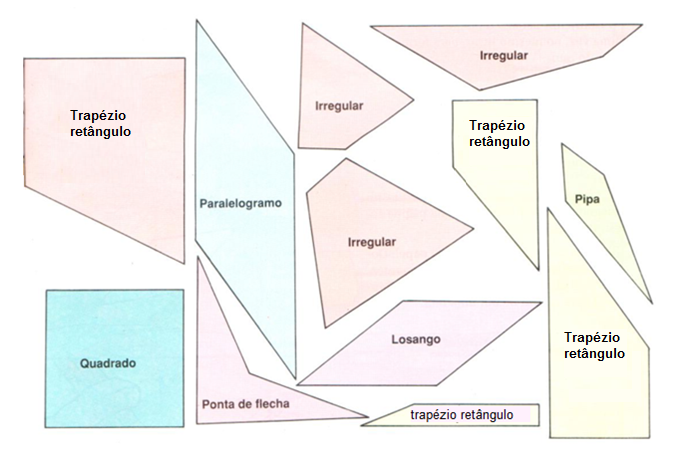 Irregular
Trapézio
retângulo
Irregular
Trapézio
retângulo
Paralelogramo
Pipa
Irregular
Losango
Trapézio
retângulo
Quadrado
Ponta de flecha
trapézio retângulo